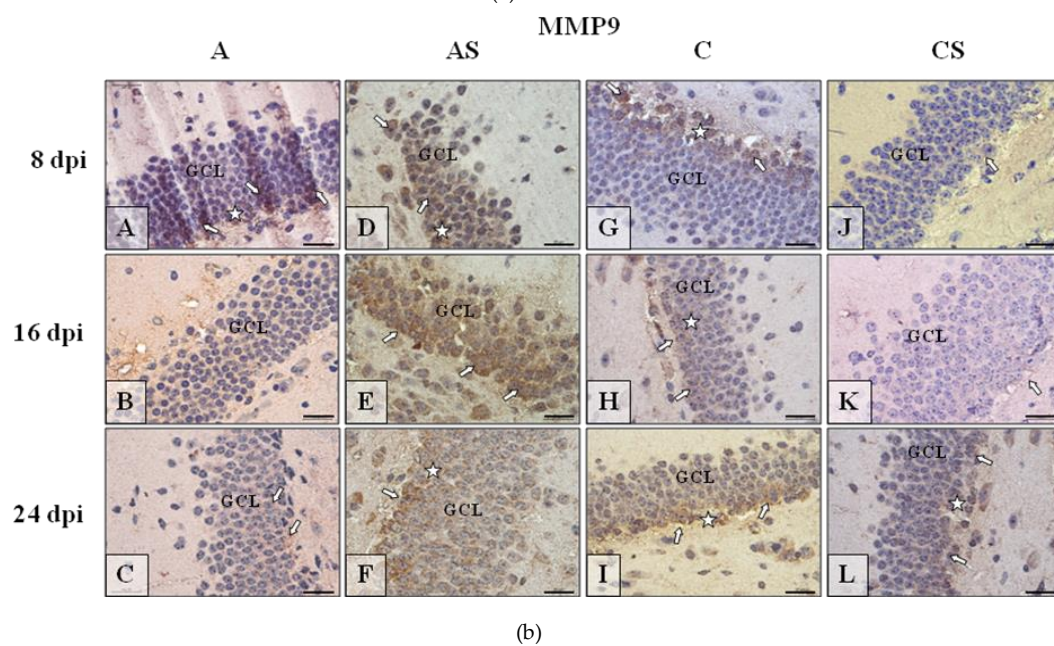 MMP9
A AS C CS
8 dpi
GCL GCL GCL GCL
A D G J
16 dpi
GCL GCL GCL GCL
B E H K
24 dpi
GCL GCL GCL GCL
C F I L
(b)